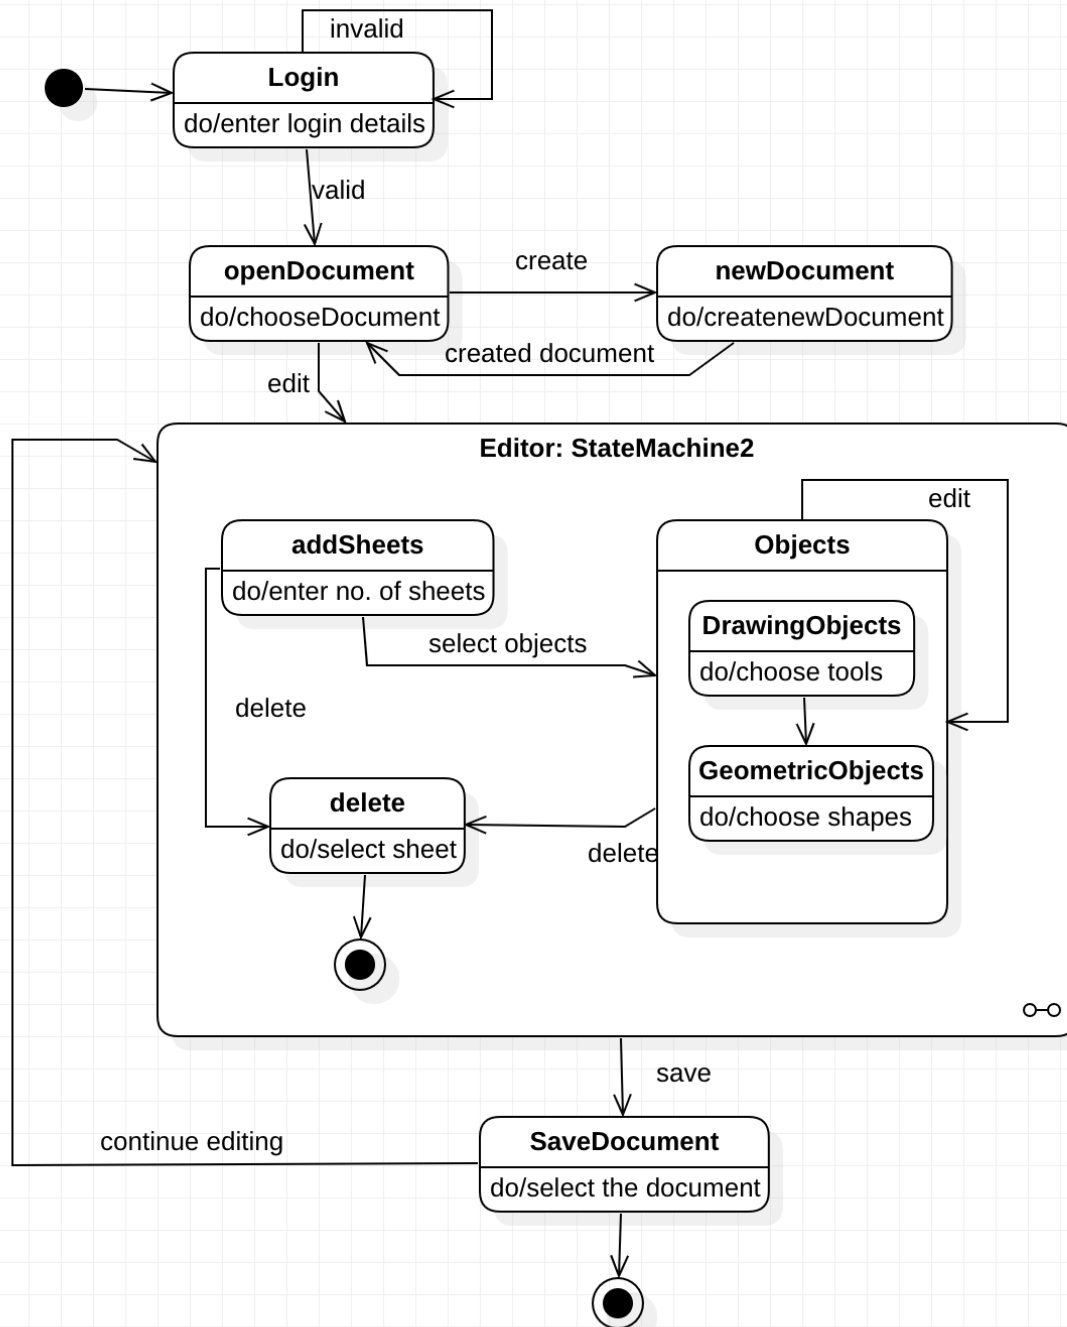 invalid
Login
do/enter login details
valid
openDocument
do/chooseDocument
create
newDocument
do/createnewDocument
created document
edit
Editor: StateMachine2
edit
addSheets
do/enter no. of sheets
Objects
DrawingObjects
do/choose tools
select objects
delete
GeometricObjects
do/choose shapes
delete
do/select sheet
delete
save
continue editing
SaveDocument
do/select the document